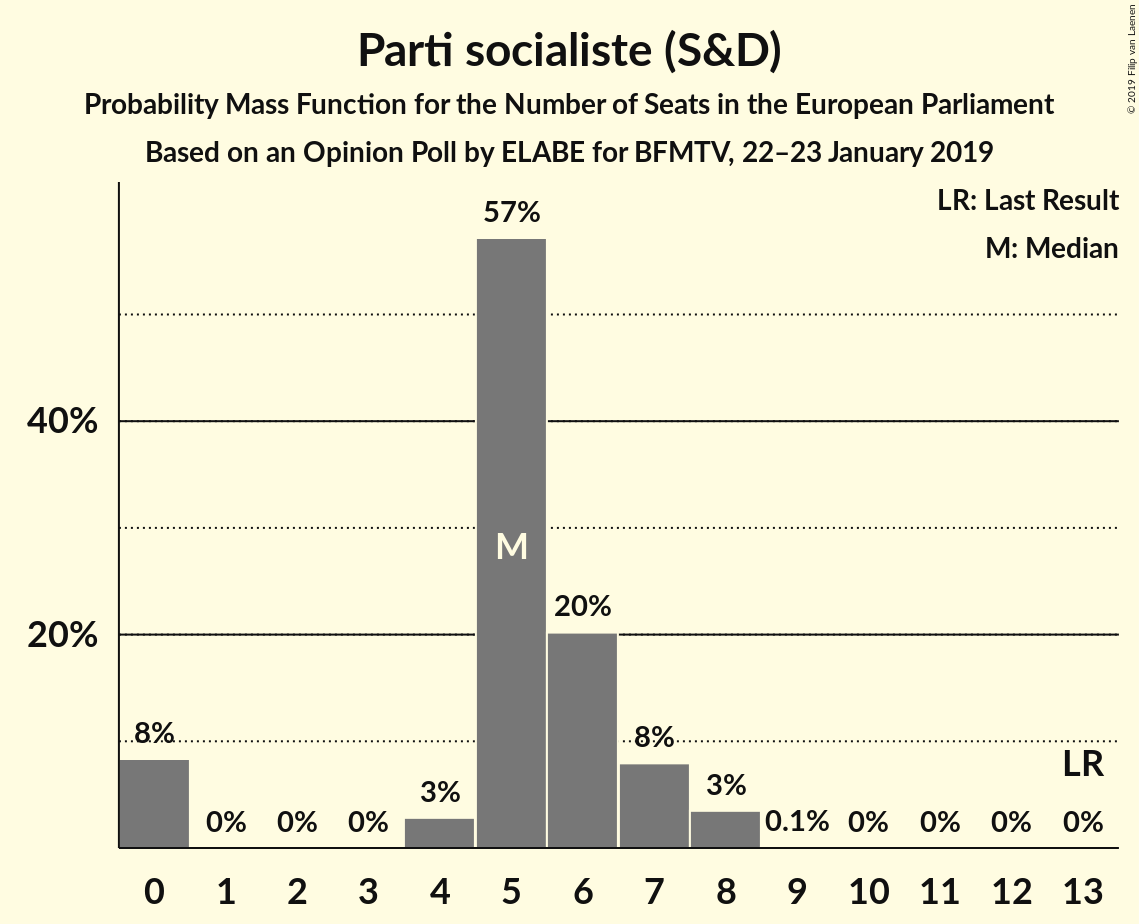 Parti socialiste (S&D)
Probability Mass Function for the Number of Seats in the European Parliament
Based on an Opinion Poll by ELABE for BFMTV, 22–23 January 2019
© 2019 Filip van Laenen
LR: Last Result
M: Median
57%
40%
M
20%
20%
8%
8%
LR
3%
3%
0%
0%
0%
0.1%
0%
0%
0%
0%
0 1 2 3 4 5 6 7 8 9 10 11 12 13